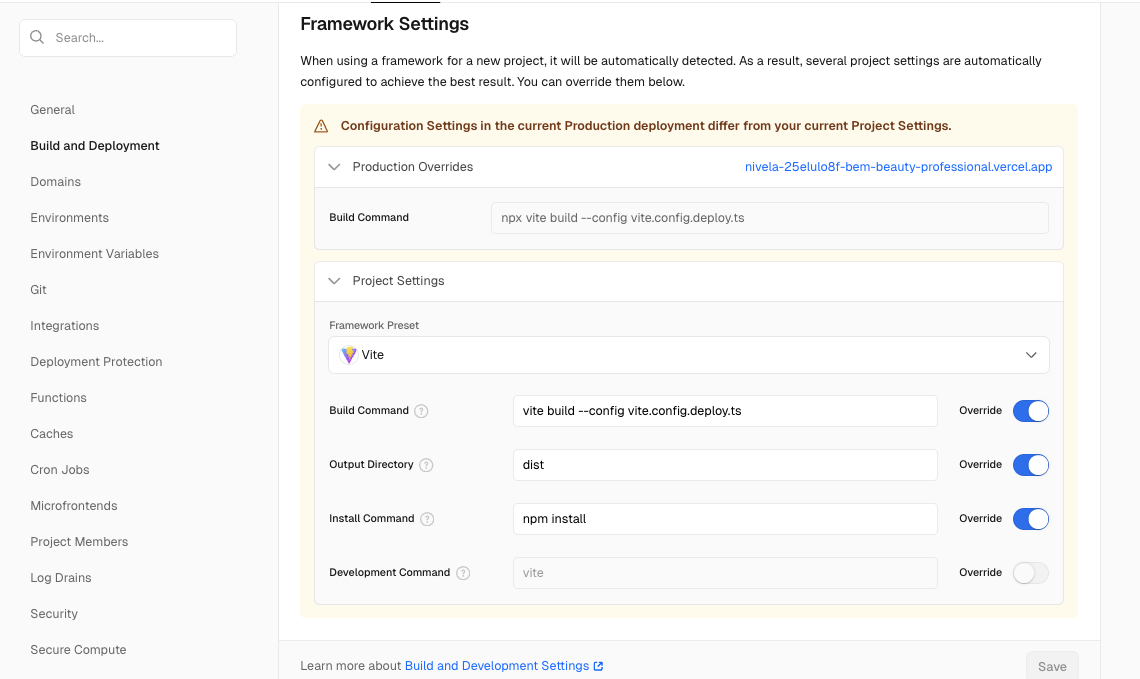 Search...
General
Build and Deployment
Domains
Environments
Environment Variables
Git
Integrations
Deployment Protection
Functions
Caches
Cron Jobs
Microfrontends
Project Members
Log Drains
Security
Secure Compute
Framework Settings
When using a framework for a new project, it will be automatically detected. As a result, several project settings are automatically
configured to achieve the best result. You can override them below.
Configuration Settings in the current Production deployment differ from your current Project Settings.
Production Overrides nivela-25elulo8f-bem-beauty-professional.vercel.app
Build Command npx vite build --config vite.config.deploy.ts
Project Settings
Framework Preset
Vite
Build Command ? vite build --config vite.config.deploy.ts Override
Output Directory ? dist Override
Install Command ? npm install Override
Development Command ? vite Override
Learn more about Build and Development Settings Save